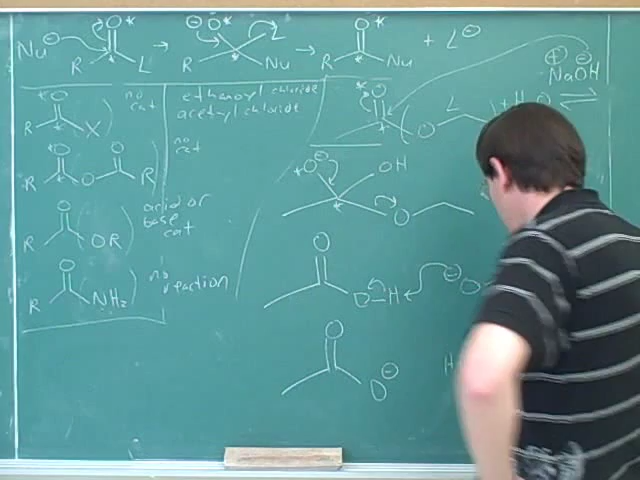 Nu⊖ O* R L → ⊖O* L R Nu → O* R Nu + L⊖
⊕ ⊖
NaOH
O R X no cat ethanoyl chloride
acetyl chloride
O L + H O ⇌
O O R O R no cat
O⊖ OH O
O R OR acid or
base
cat
O R NH2 no reaction
O O H ⊖ O
O O⊖ H